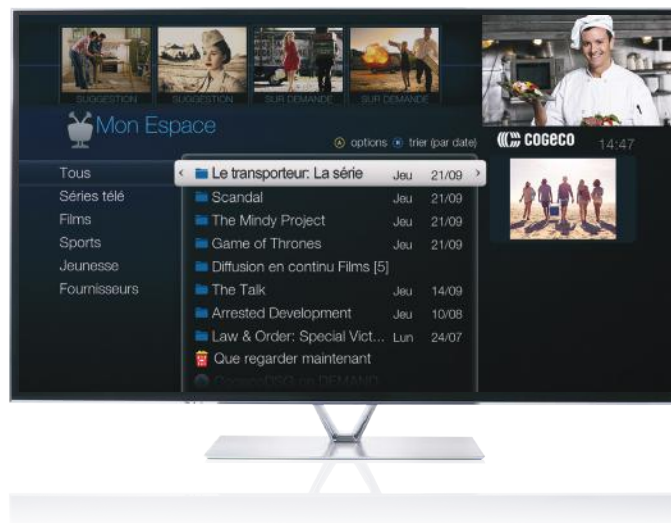 SUGGESTION
SUGGESTION
SUR DEMANDE
SUR DEMANDE
Mon Espace
A options B trier (par date)
COGECO 14:47
Tous
Séries télé
Films
Sports
Jeunesse
Fournisseurs
Le transporteur: La série Jeu 21/09
Scandal Jeu 21/09
The Mindy Project Jeu 21/09
Game of Thrones Jeu 21/09
Diffusion en continu Films [5]
The Talk Jeu 14/09
Arrested Development Jeu 10/08
Law & Order: Special Vict... Lun 24/07
Que regarder maintenant
on DEMAND